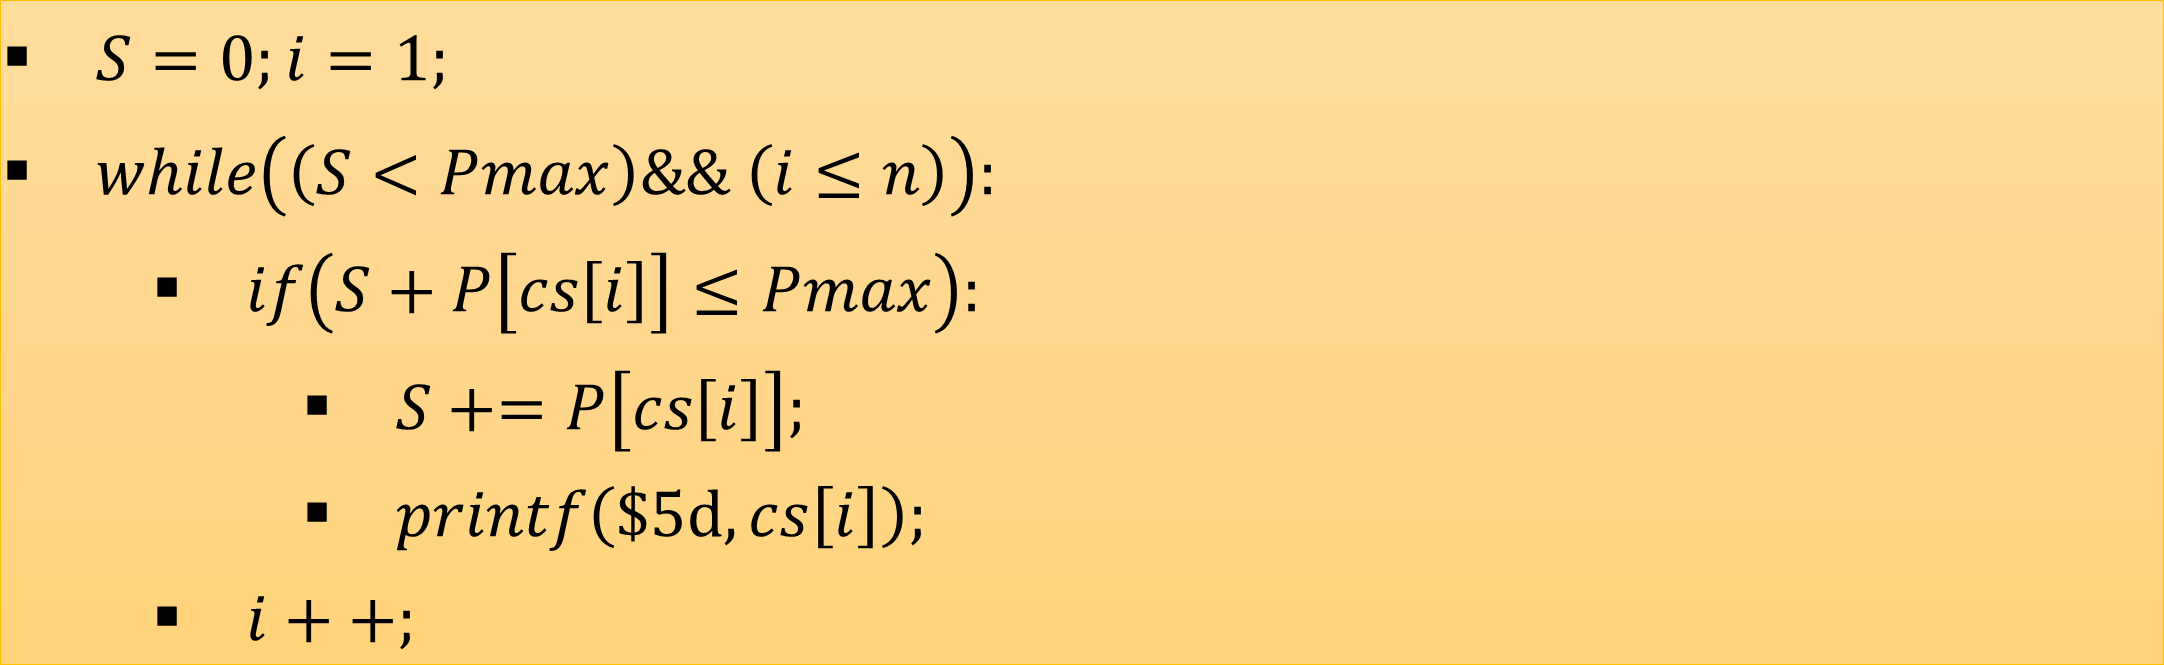 ▪ S = 0; i = 1;
▪ while((S < Pmax)&& (i ≤ n)):
▪ if(S + P[cs[i]] ≤ Pmax):
▪ S += P[cs[i]];
▪ printf($5d, cs[i]);
▪ i + +;